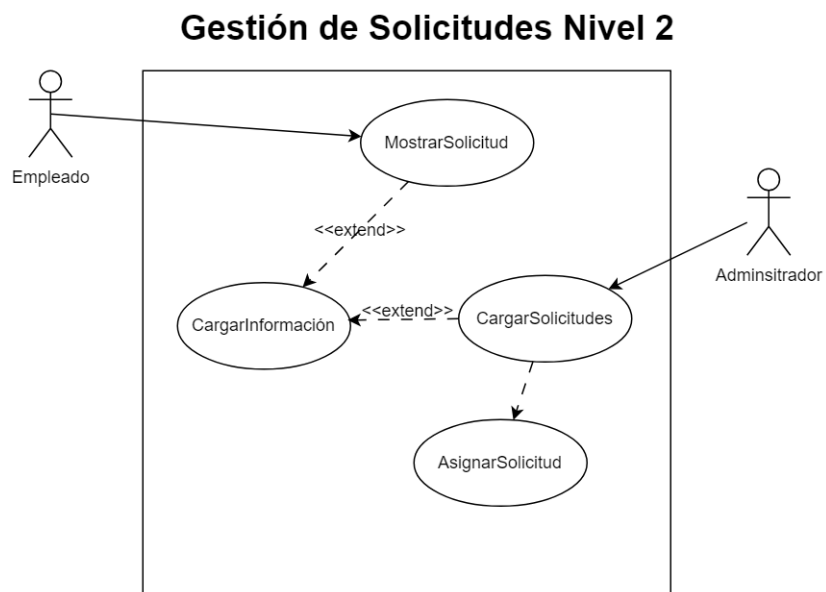 Gestión de Solicitudes Nivel 2
MostrarSolicitud
Empleado
<<extend>>
Adminsitrador
<<extend>>
CargarInformación
CargarSolicitudes
AsignarSolicitud